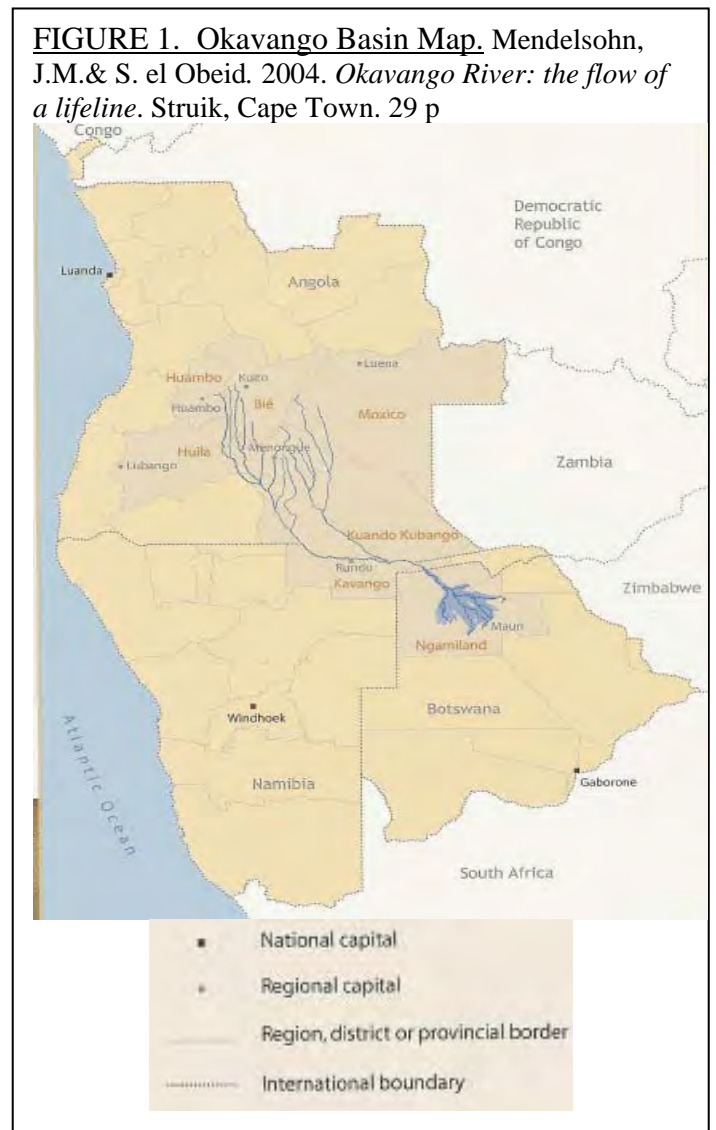 FIGURE 1. Okavango Basin Map. Mendelsohn,
J.M.& S. el Obeid. 2004. Okavango River: the flow of
a lifeline. Struik, Cape Town. 29 p
Congo
Democratic
Republic
of Congo
Luanda
Angola
Luena
Huambo
Kuito
Huambo
Bié
Moxico
Huíla
Menongue
Lubango
Zambia
Kuando Kubango
Rundu
Kavango
Zimbabwe
Maun
Ngamiland
Windhoek
Botswana
Atlantic Ocean
Namibia
Gaborone
South Africa
National capital
Regional capital
Region, district or provincial border
International boundary